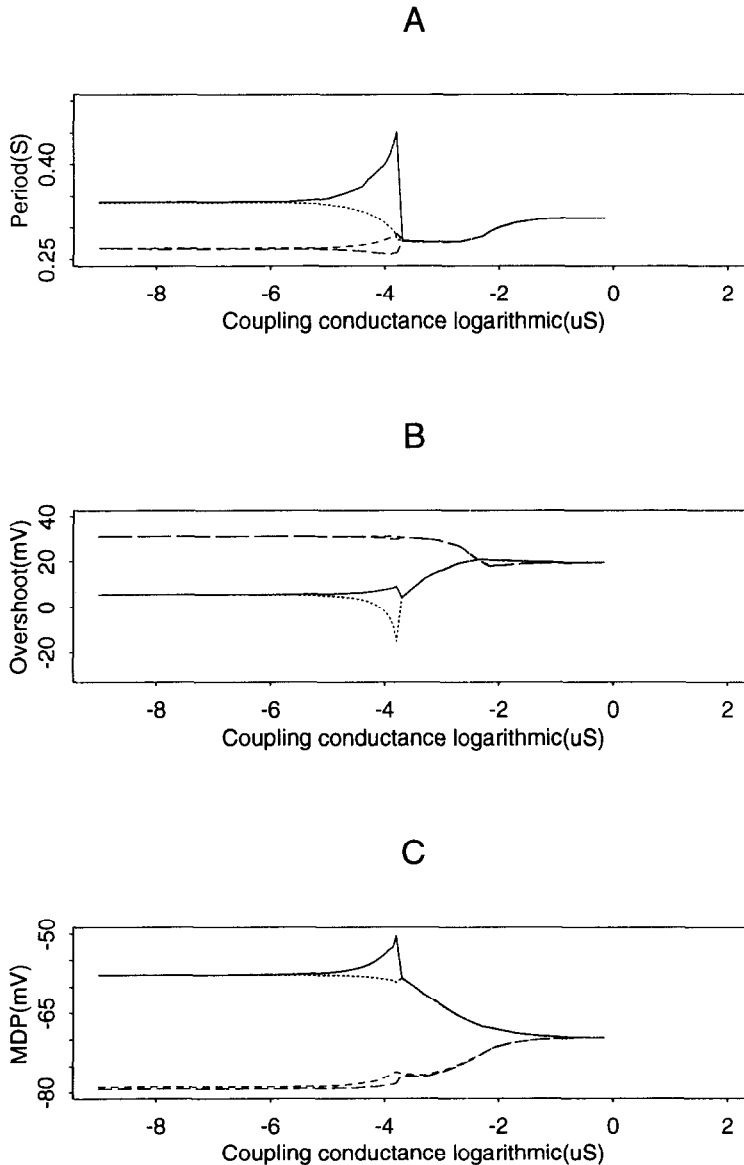 A
Period(S)
0.40
0.25
-8 -6 -4 -2 0 2
Coupling conductance logarithmic(uS)
B
Overshoot(mV)
40
20
0
-20
-8 -6 -4 -2 0 2
Coupling conductance logarithmic(uS)
C
MDP(mV)
-50
-65
-80
-8 -6 -4 -2 0 2
Coupling conductance logarithmic(uS)